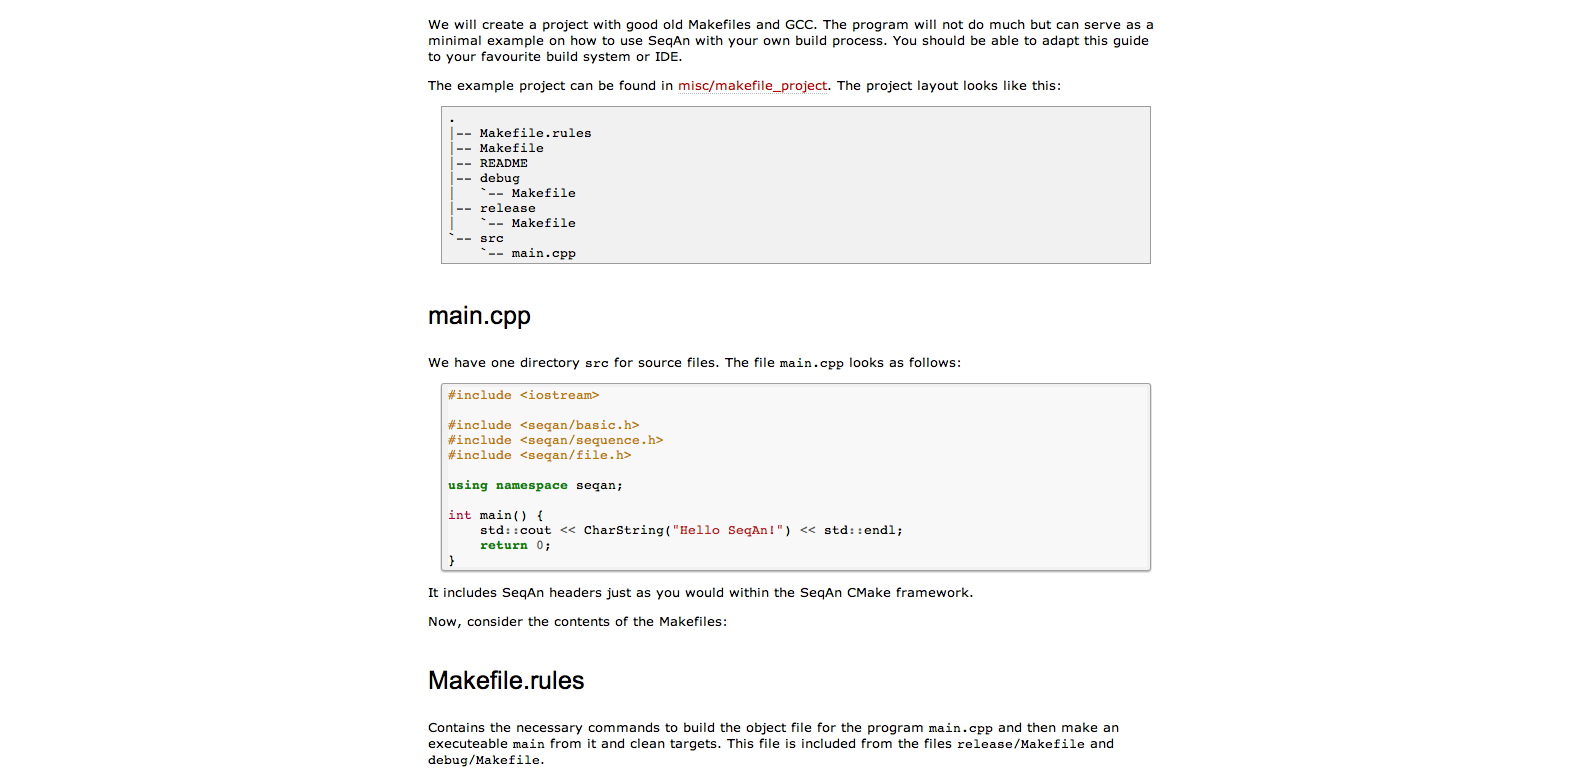 We will create a project with good old Makefiles and GCC. The program will not do much but can serve as a
minimal example on how to use SeqAn with your own build process. You should be able to adapt this guide
to your favourite build system or IDE.
The example project can be found in misc/makefile_project. The project layout looks like this:
.
|-- Makefile.rules
|-- Makefile
|-- README
|-- debug
|   `-- Makefile
|-- release
|   `-- Makefile
`-- src
    `-- main.cpp
main.cpp
We have one directory src for source files. The file main.cpp looks as follows:
#include <iostream>
#include <seqan/basic.h>
#include <seqan/sequence.h>
#include <seqan/file.h>
using namespace seqan;
int main() {
    std::cout << CharString("Hello SeqAn!") << std::endl;
    return 0;
}
It includes SeqAn headers just as you would within the SeqAn CMake framework.
Now, consider the contents of the Makefiles:
Makefile.rules
Contains the necessary commands to build the object file for the program main.cpp and then make an
executeable main from it and clean targets. This file is included from the files release/Makefile and
debug/Makefile.